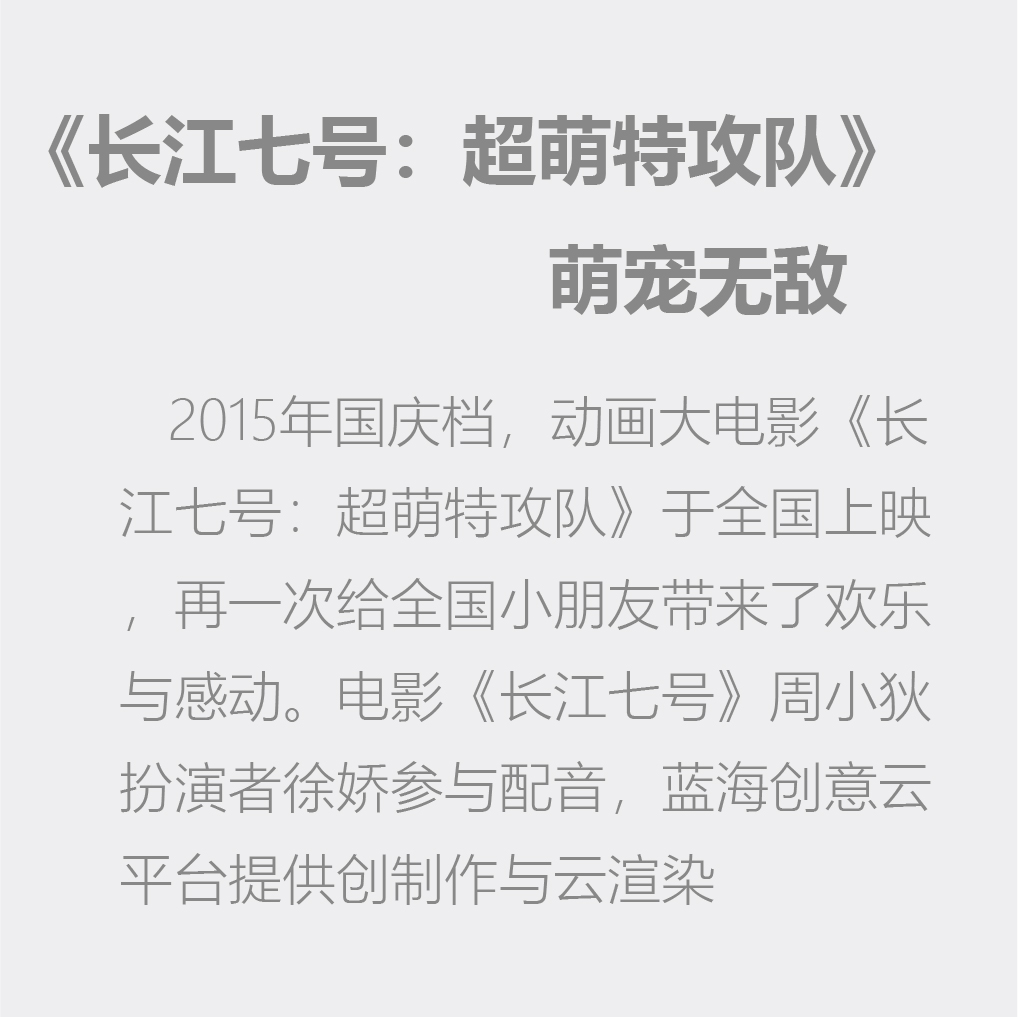 《长江七号：超萌特攻队》
萌宠无敌
2015年国庆档，动画大电影《长
江七号：超萌特攻队》于全国上映
，再一次给全国小朋友带来了欢乐
与感动。电影《长江七号》周小狄
扮演者徐娇参与配音，蓝海创意云
平台提供创制作与云渲染